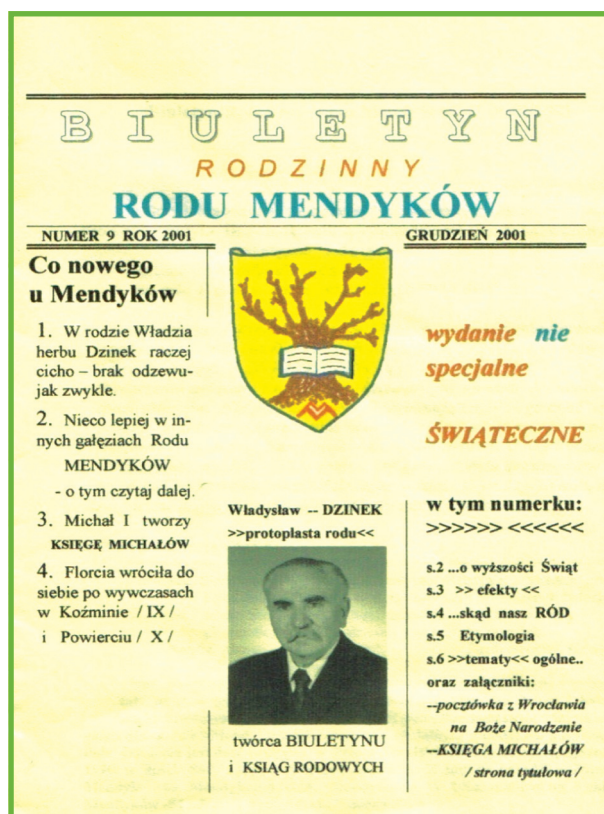 BIULETYN
RODZINNY
RODU MENDYKÓW
NUMER 9 ROK 2001
GRUDZIEŃ 2001
Co nowego
u Mendyków
1. W rodzie Władzia
herbu Dzinek raczej
cicho – brak odzewu-
jak zwykle.
2. Nieco lepiej w in-
nych gałęziach Rodu
MENDYKÓW
- o tym czytaj dalej.
3. Michał I tworzy
KSIĘGĘ MICHAŁÓW
4. Florcia wróciła do
siebie po wywczasach
w Koźminie / IX /
i Powierciu / X /
Władysław -- DZINEK
>>protoplasta rodu<<
twórca BIULETYNU
i KSIĄG RODOWYCH
wydanie nie
specjalne
ŚWIĄTECZNE
w tym numerku:
>>>>>> <<<<<<
s.2 ...o wyższości Świąt
s.3 >> efekty <<
s.4 ...skąd nasz RÓD
s.5 Etymologia
s.6 >>tematy<< ogólne..
oraz załączniki:
--pocztówka z Wrocławia
na Boże Narodzenie
--KSIĘGA MICHAŁÓW
/ strona tytułowa /